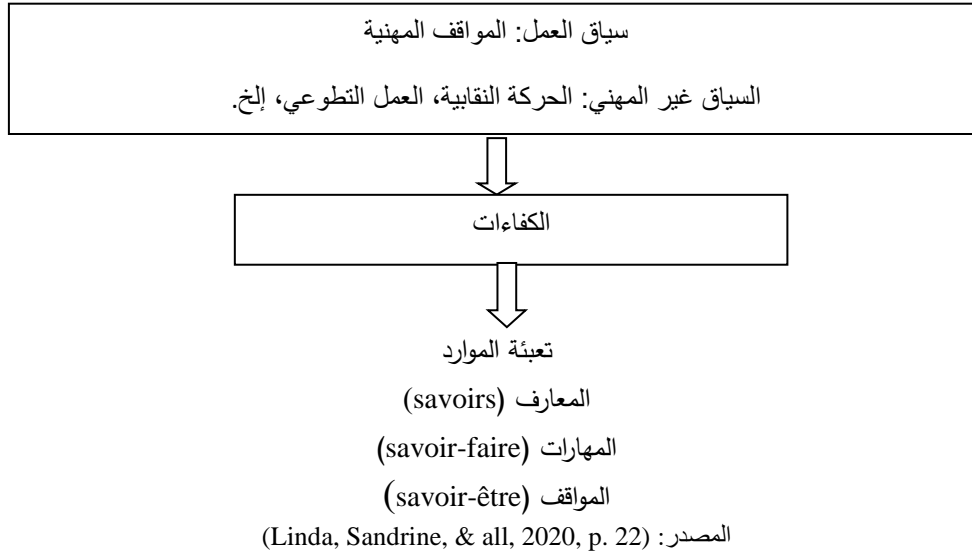 سياق العمل: المواقف المهنية
السياق غير المهني: الحركة النقابية، العمل التطوعي، إلخ.
الكفاءات
تعبئة الموارد
المعارف (savoirs)
المهارات (savoir-faire)
المواقف (savoir-être)
المصدر: (Linda, Sandrine, & all, 2020, p. 22)